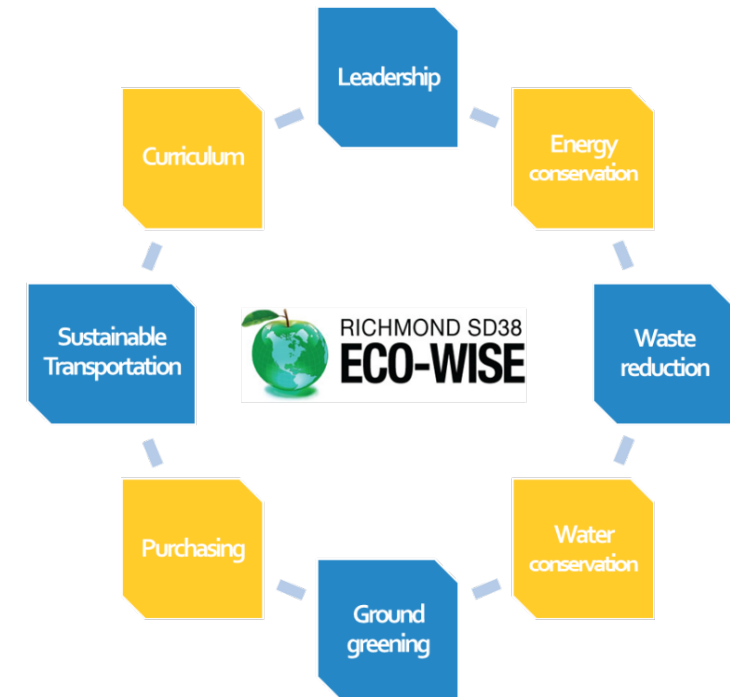 Leadership
Energy
conservation
Waste
reduction
Water
conservation
Ground
greening
Purchasing
Sustainable
Transportation
Curriculum
RICHMOND SD38
ECO-WISE